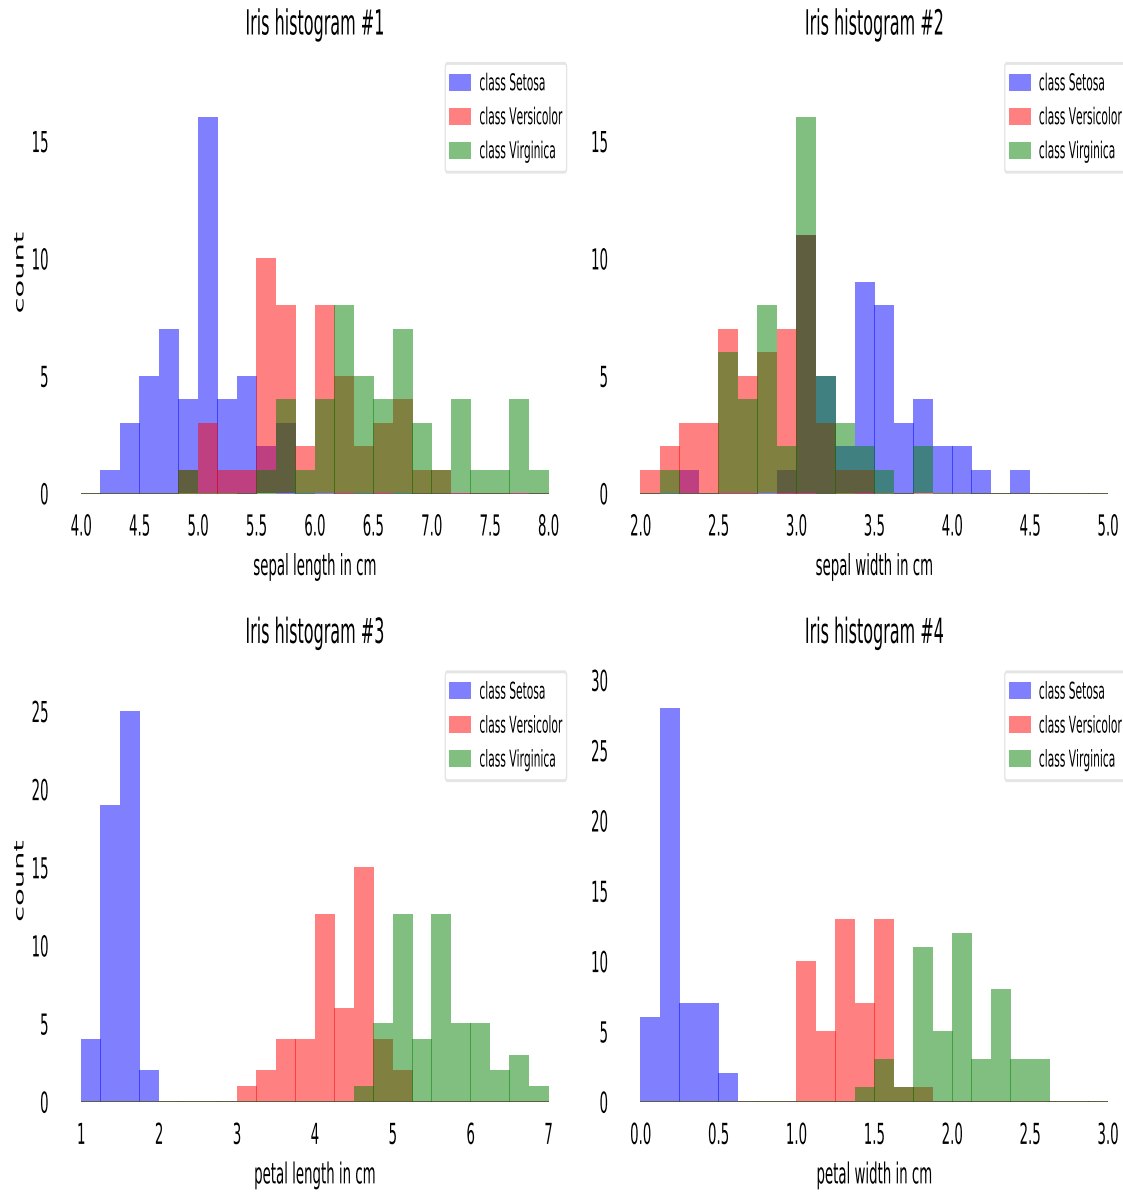 Iris histogram #1
class Setosa
class Versicolor
class Virginica
15
10
5
0
count
4.0 4.5 5.0 5.5 6.0 6.5 7.0 7.5 8.0
sepal length in cm
Iris histogram #2
class Setosa
class Versicolor
class Virginica
15
10
5
0
2.0 2.5 3.0 3.5 4.0 4.5 5.0
sepal width in cm
Iris histogram #3
class Setosa
class Versicolor
class Virginica
25
20
15
10
5
0
count
1 2 3 4 5 6 7
petal length in cm
Iris histogram #4
class Setosa
class Versicolor
class Virginica
30
25
20
15
10
5
0
0.0 0.5 1.0 1.5 2.0 2.5 3.0
petal width in cm